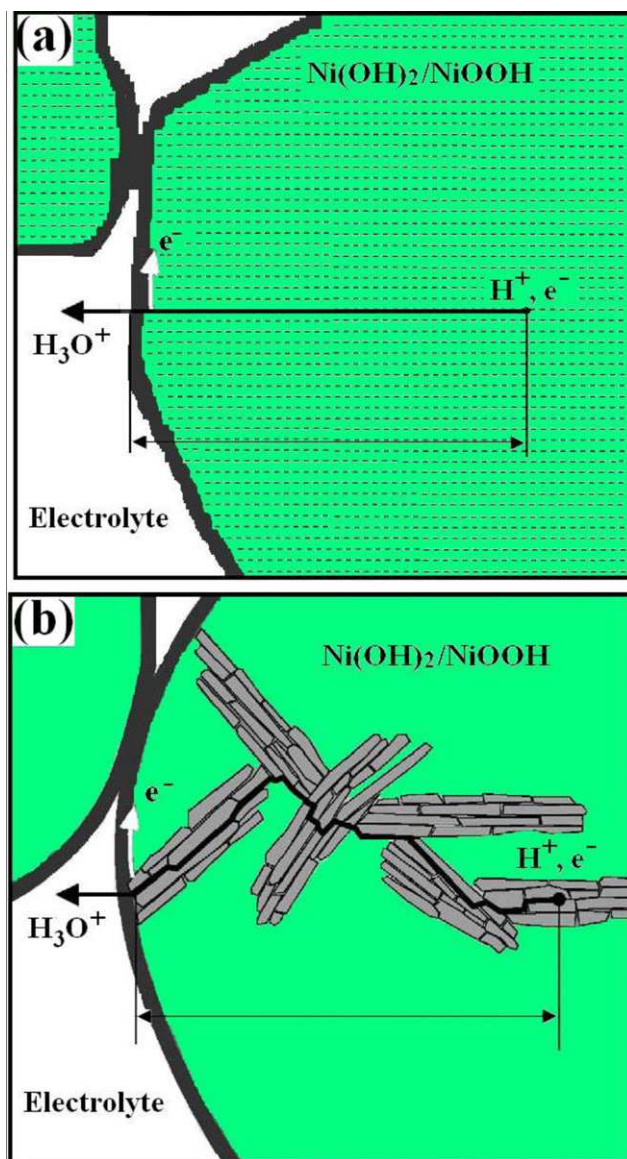 (a)
Ni(OH)₂/NiOOH
e⁻
H⁺, e⁻
H₃O⁺
Electrolyte
(b)
Ni(OH)₂/NiOOH
e⁻
H⁺, e⁻
H₃O⁺
Electrolyte